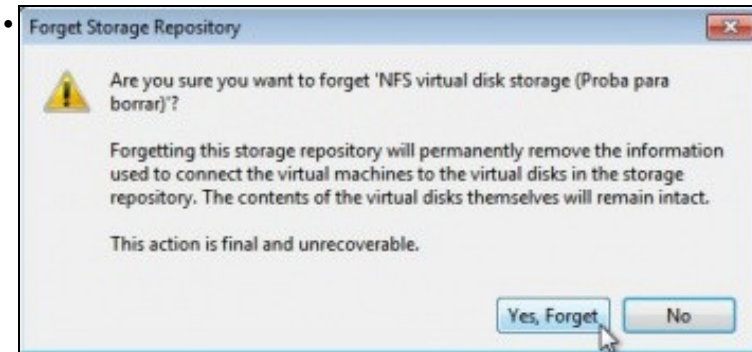 Forget Storage Repository
Are you sure you want to forget 'NFS virtual disk storage (Proba para
borrar)'?
Forgetting this storage repository will permanently remove the information
used to connect the virtual machines to the virtual disks in the storage
repository. The contents of the virtual disks themselves will remain intact.
This action is final and unrecoverable.
Yes, Forget No